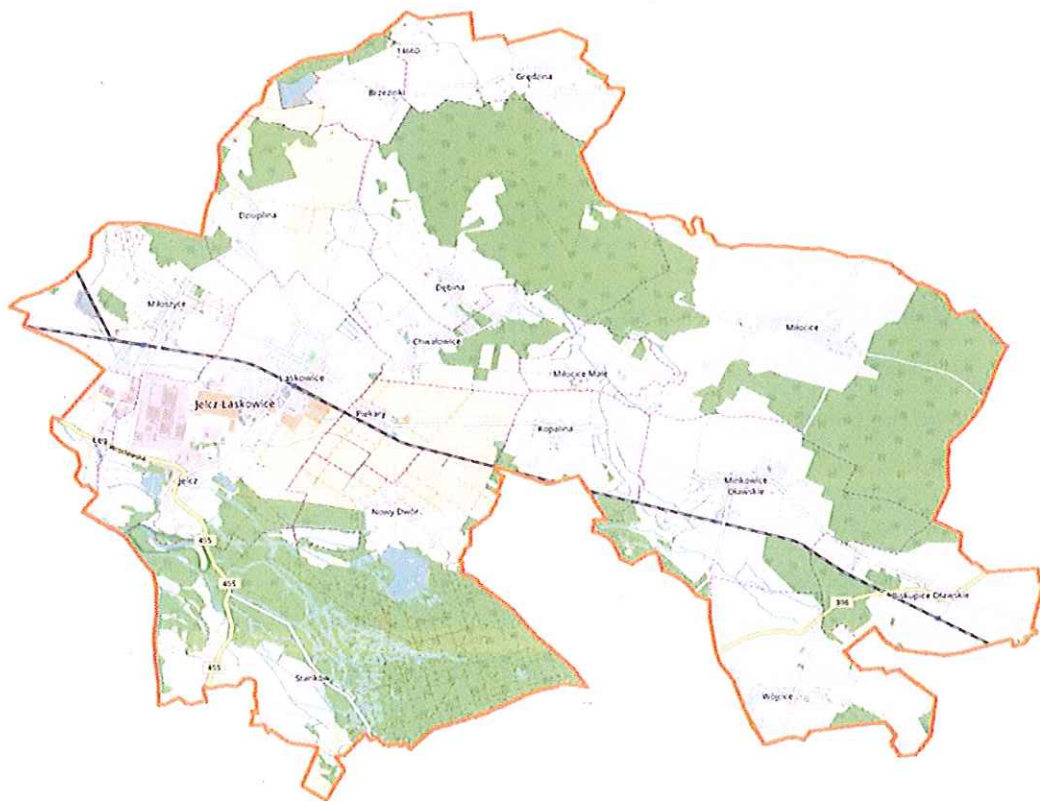 Grędzina
Brzezinki
Dziuplina
Miłoszyce
Dębina
Chwałowice
Miłocice
Miłocice Małe
Laskowice
Jelcz-Laskowice
Piekary
Kopalina
Łęg
Wrocławska
Jelcz
Minkowice
Oławskie
Nowy Dwór
455
455
396
Biskupice Oławskie
455
Wójcice